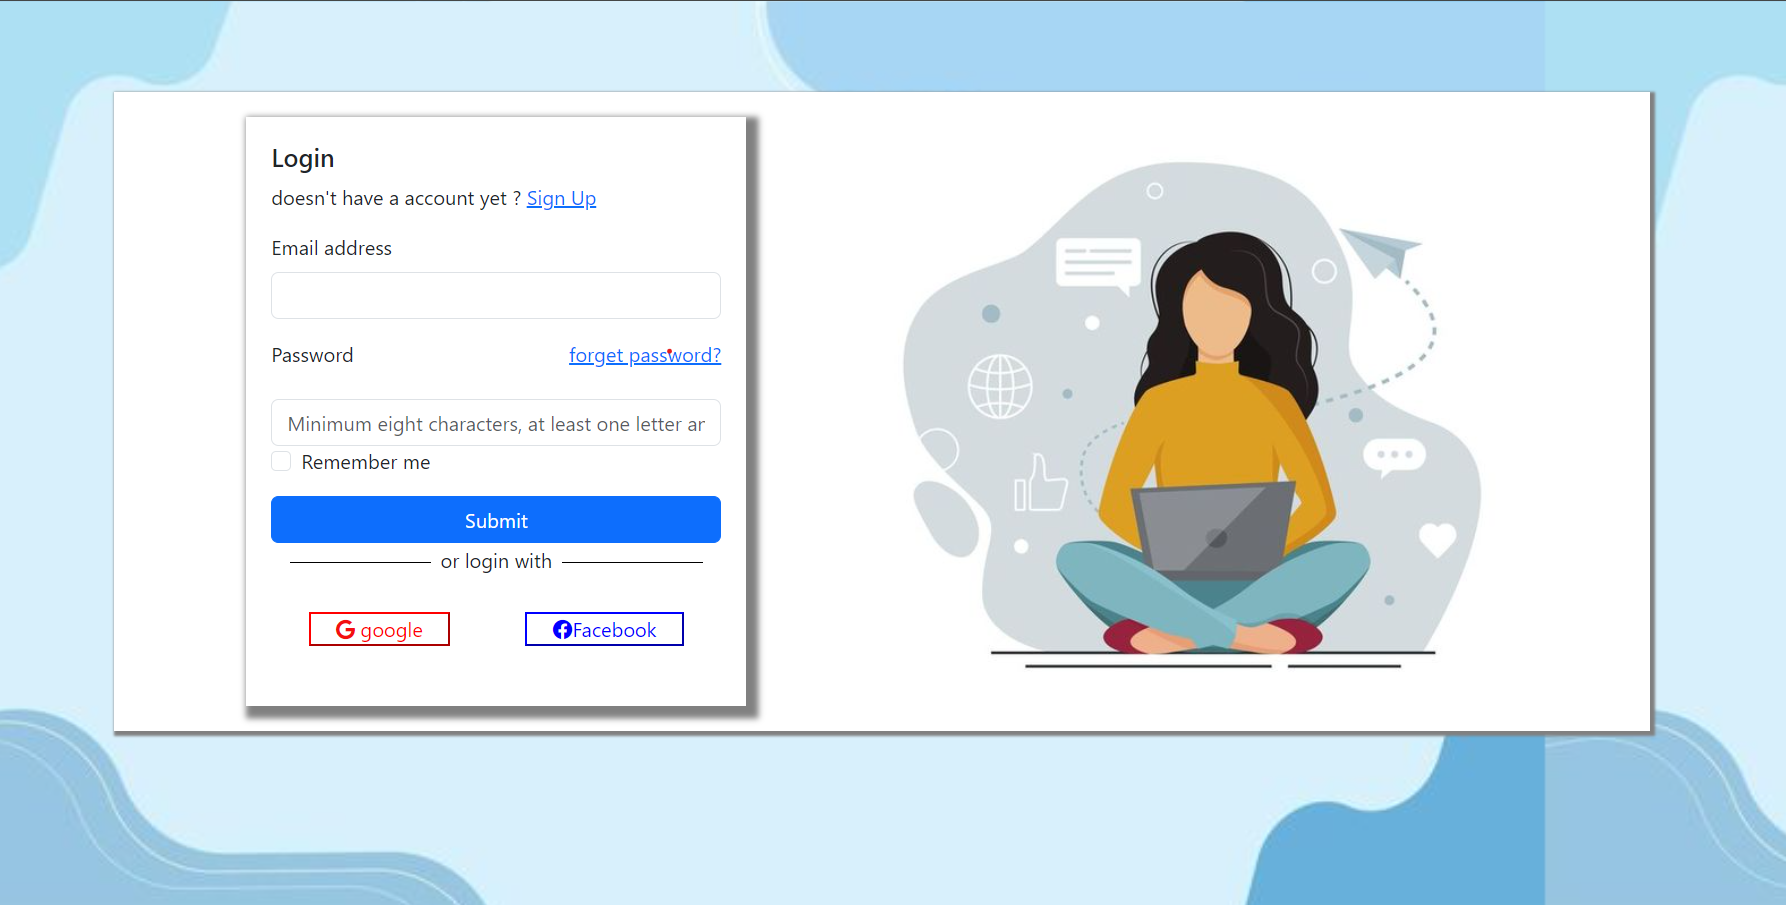 Login
doesn't have a account yet ? Sign Up
Email address
Password forget password?
Minimum eight characters, at least one letter ar
Remember me
Submit
or login with
google Facebook